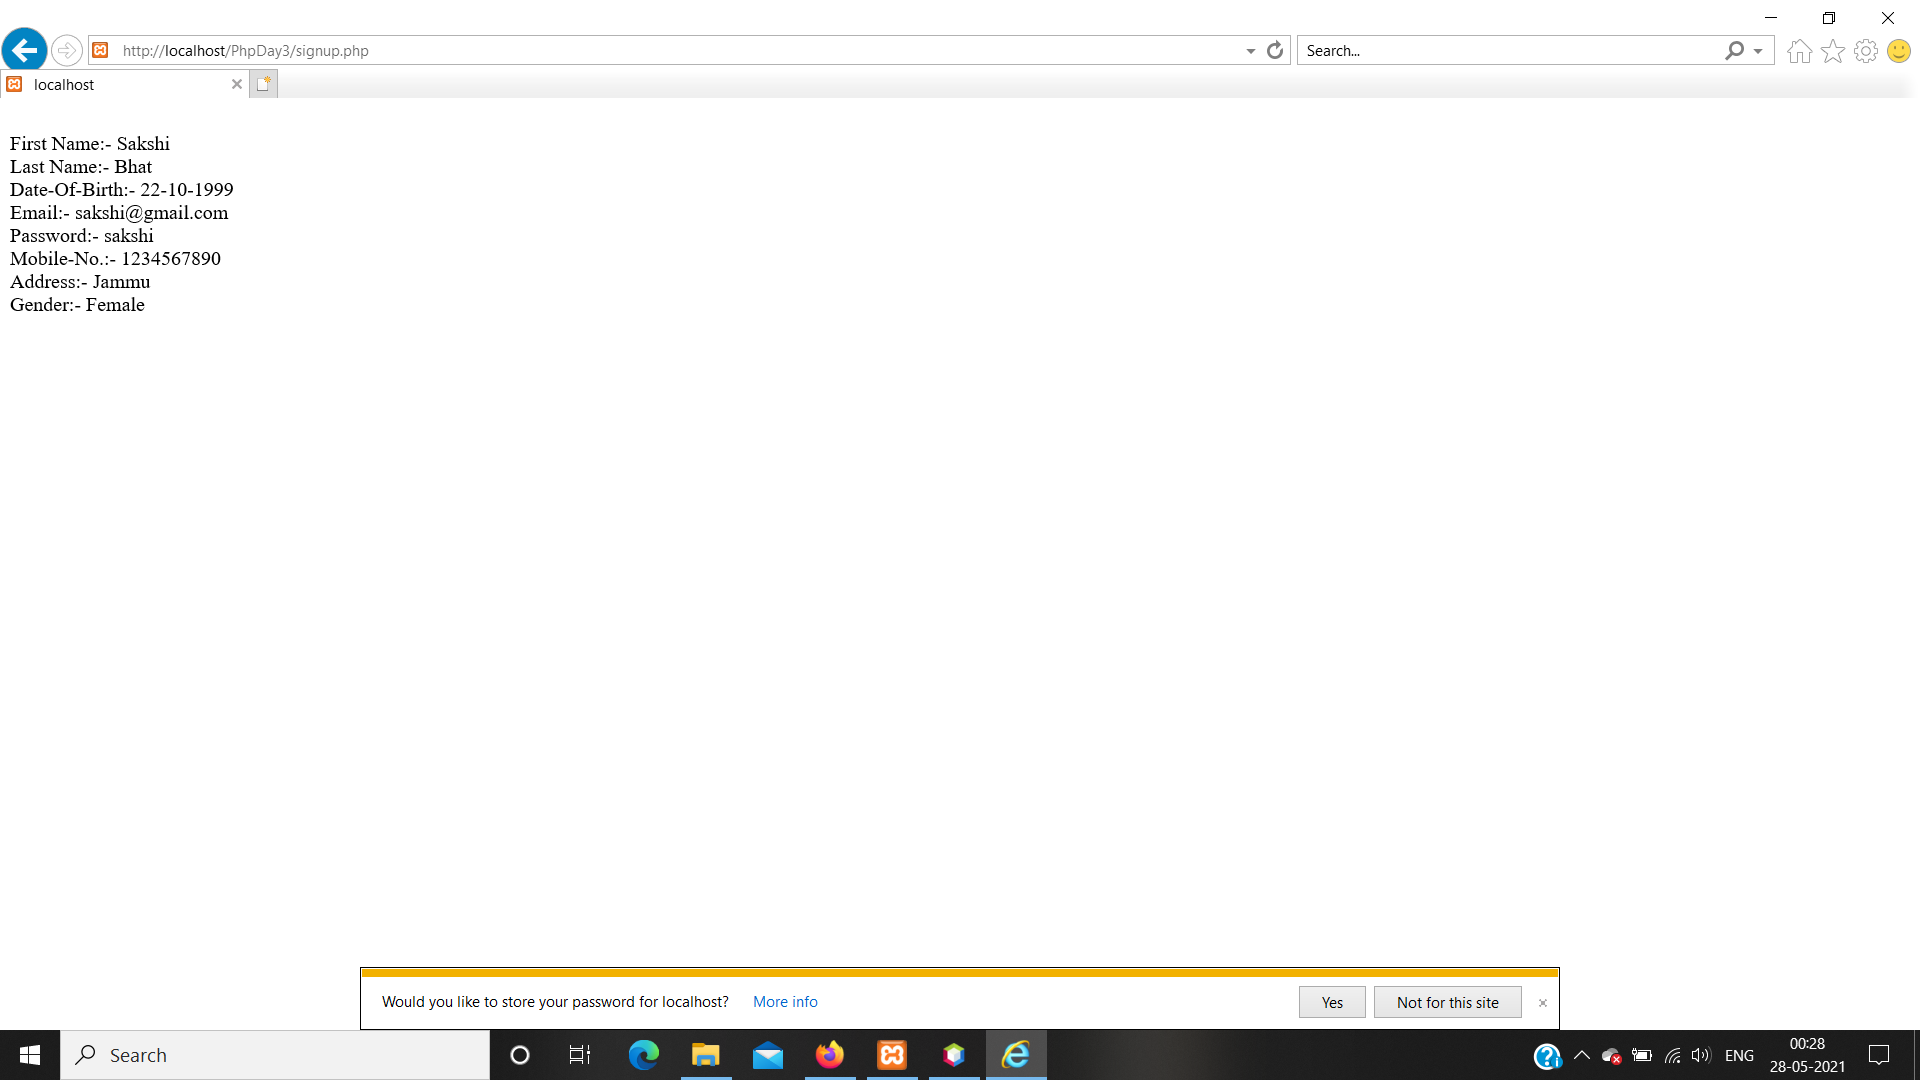 http://localhost/PhpDay3/signup.php
Search...
localhost
First Name:- Sakshi
Last Name:- Bhat
Date-Of-Birth:- 22-10-1999
Email:- sakshi@gmail.com
Password:- sakshi
Mobile-No.:- 1234567890
Address:- Jammu
Gender:- Female
Would you like to store your password for localhost? More info Yes Not for this site
Search
ENG
00:28
28-05-2021